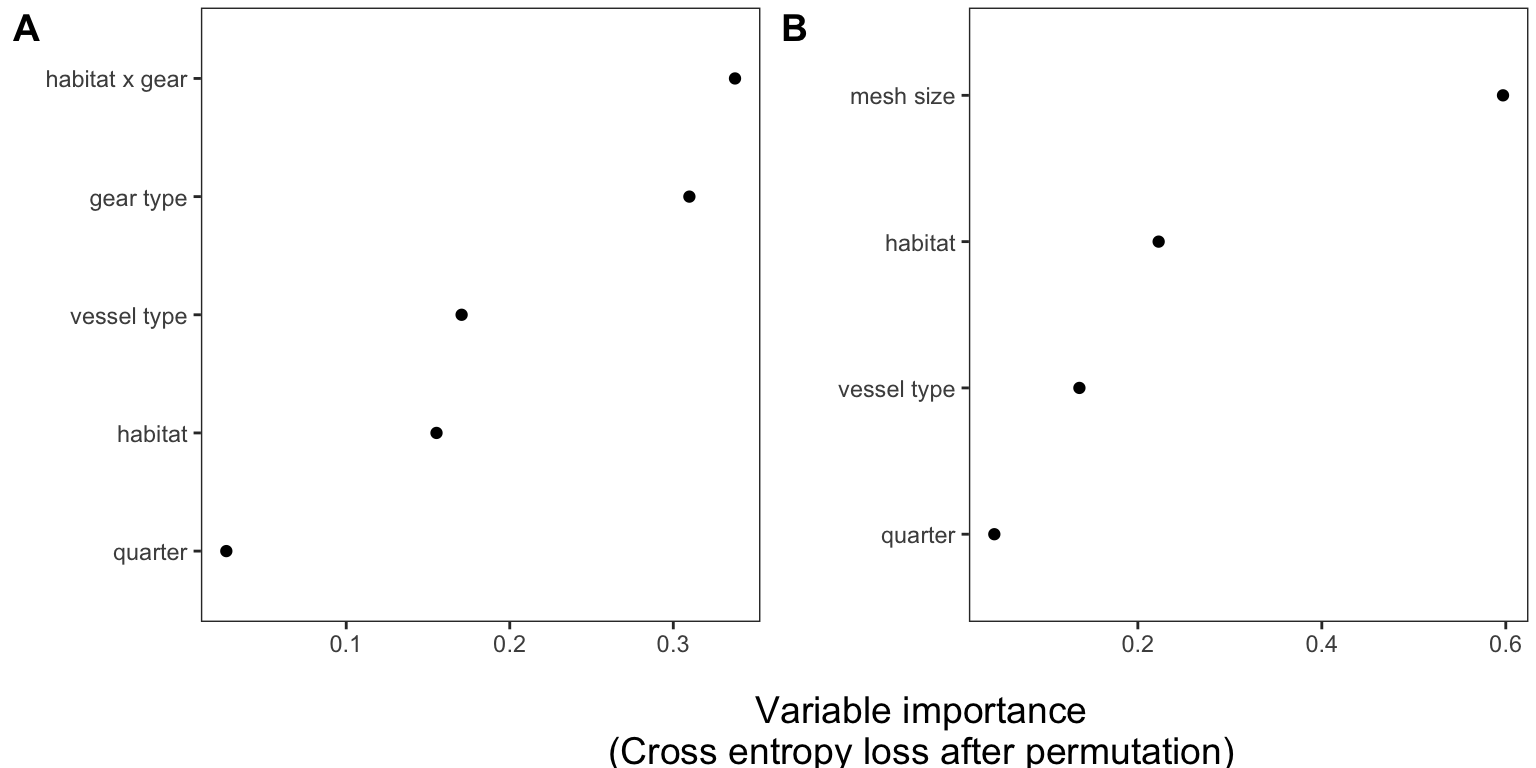 A
habitat x gear
gear type
vessel type
habitat
quarter
0.1 0.2 0.3
B
mesh size
habitat
vessel type
quarter
0.2 0.4 0.6
Variable importance
(Cross entropy loss after permutation)